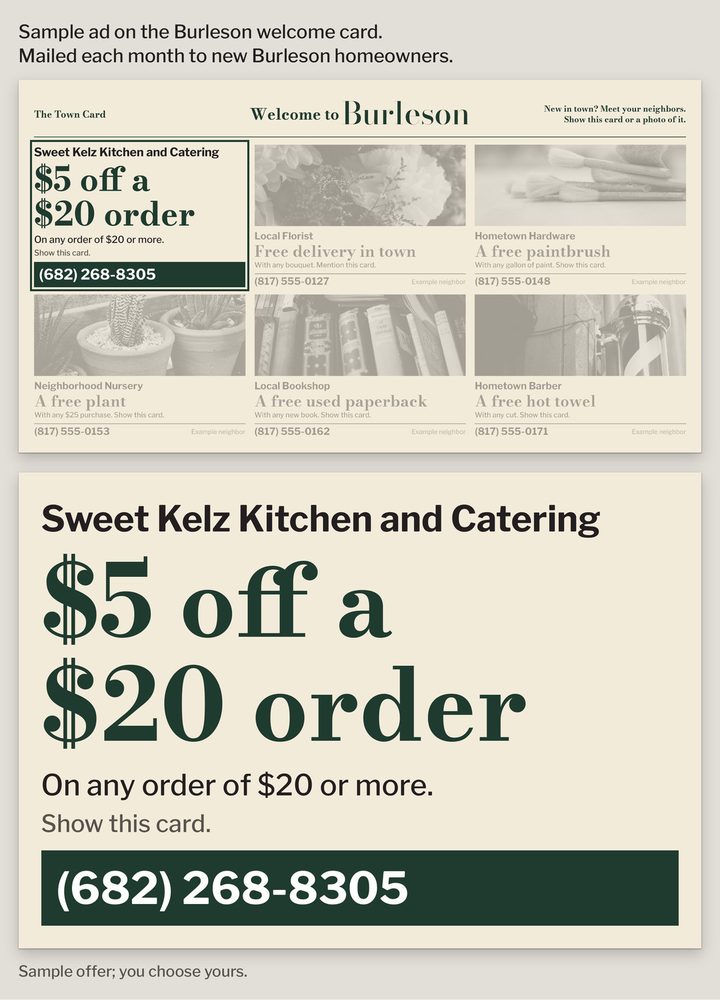 Sample ad on the Burleson welcome card.
Mailed each month to new Burleson homeowners.
The Town Card
Welcome to Burleson
New in town? Meet your neighbors.
Show this card or a photo of it.
Sweet Kelz Kitchen and Catering
$5 off a
$20 order
On any order of $20 or more.
Show this card.
(682) 268-8305
Local Florist
Free delivery in town
With any bouquet. Mention this card.
(817) 555-0127
Example neighbor
Hometown Hardware
A free paintbrush
With any gallon of paint. Show this card.
(817) 555-0148
Example neighbor
Neighborhood Nursery
A free plant
With any $25 purchase. Show this card.
(817) 555-0153
Example neighbor
Local Bookshop
A free used paperback
With any new book. Show this card.
(817) 555-0162
Example neighbor
Hometown Barber
A free hot towel
With any cut. Show this card.
(817) 555-0171
Example neighbor
Sweet Kelz Kitchen and Catering
$5 off a
$20 order
On any order of $20 or more.
Show this card.
(682) 268-8305
Sample offer; you choose yours.